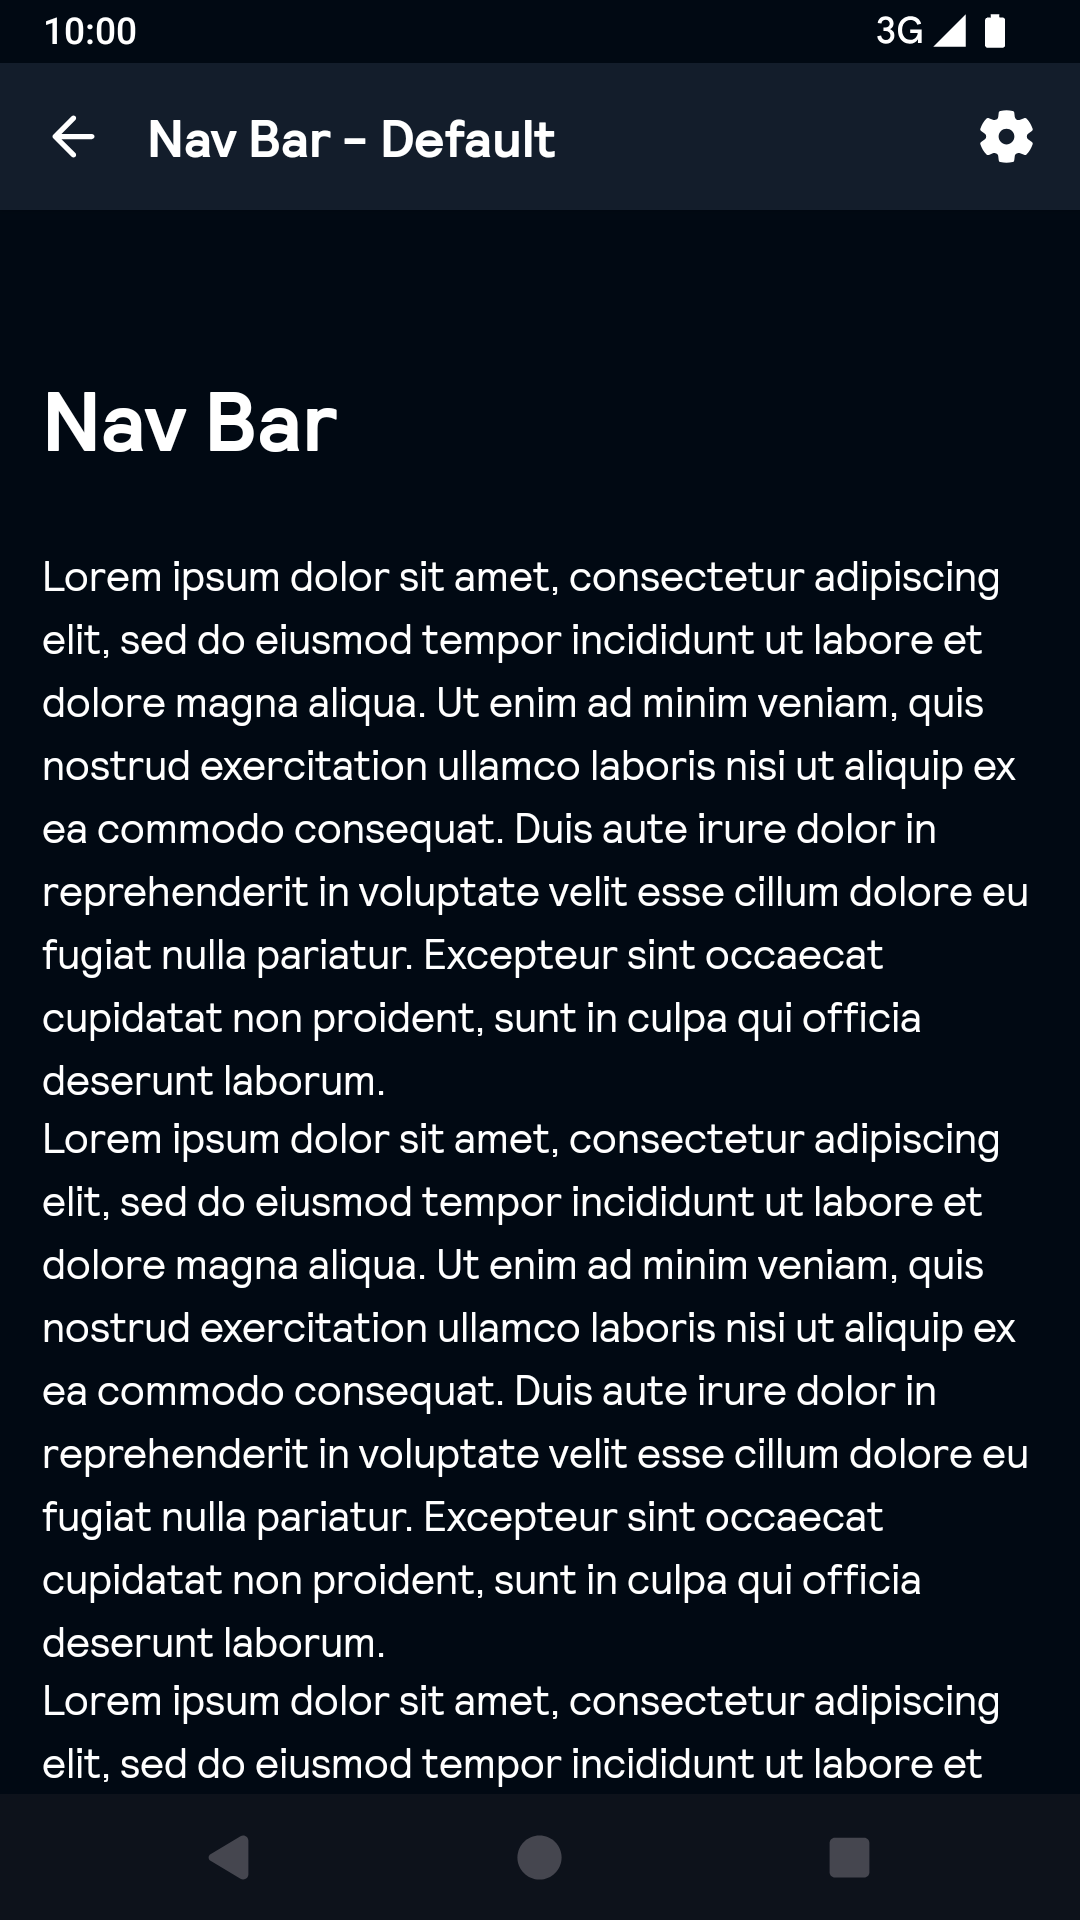 10:00
3G
Nav Bar - Default
Nav Bar
Lorem ipsum dolor sit amet, consectetur adipiscing
elit, sed do eiusmod tempor incididunt ut labore et
dolore magna aliqua. Ut enim ad minim veniam, quis
nostrud exercitation ullamco laboris nisi ut aliquip ex
ea commodo consequat. Duis aute irure dolor in
reprehenderit in voluptate velit esse cillum dolore eu
fugiat nulla pariatur. Excepteur sint occaecat
cupidatat non proident, sunt in culpa qui officia
deserunt laborum.
Lorem ipsum dolor sit amet, consectetur adipiscing
elit, sed do eiusmod tempor incididunt ut labore et
dolore magna aliqua. Ut enim ad minim veniam, quis
nostrud exercitation ullamco laboris nisi ut aliquip ex
ea commodo consequat. Duis aute irure dolor in
reprehenderit in voluptate velit esse cillum dolore eu
fugiat nulla pariatur. Excepteur sint occaecat
cupidatat non proident, sunt in culpa qui officia
deserunt laborum.
Lorem ipsum dolor sit amet, consectetur adipiscing
elit, sed do eiusmod tempor incididunt ut labore et